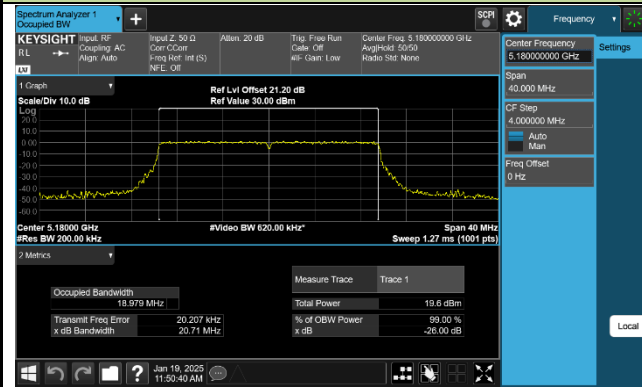 Spectrum Analyzer 1
Occupied BW
SCPI
Frequency
KEYSIGHT
RL
LXI
Input: RF
Coupling: AC
Align: Auto
Input Z: 50 Ω
Corr CCorr
Freq Ref: Int (S)
NFE: Off
Atten: 20 dB
Trig: Free Run
Gate: Off
#IF Gain: Low
Center Freq: 5.180000000 GHz
Avg|Hold: 50/50
Radio Std: None
Center Frequency
5.180000000 GHz
Settings
Span
40.000 MHz
CF Step
4.000000 MHz
Auto
Man
Freq Offset
0 Hz
Local
1 Graph
Scale/Div 10.0 dB
Ref Lvl Offset 21.20 dB
Ref Value 30.00 dBm
Log
20.0
10.0
0.00
-10.0
-20.0
-30.0
-40.0
-50.0
-60.0
Center 5.18000 GHz
#Video BW 620.00 kHz*
Span 40 MHz
#Res BW 200.00 kHz
Sweep 1.27 ms (1001 pts)
2 Metrics
Measure Trace
Trace 1
Occupied Bandwidth
18.979 MHz
Total Power
19.6 dBm
Transmit Freq Error
20.207 kHz
% of OBW Power
99.00 %
x dB Bandwidth
20.71 MHz
x dB
-26.00 dB
?
Jan 19, 2025
11:50:40 AM